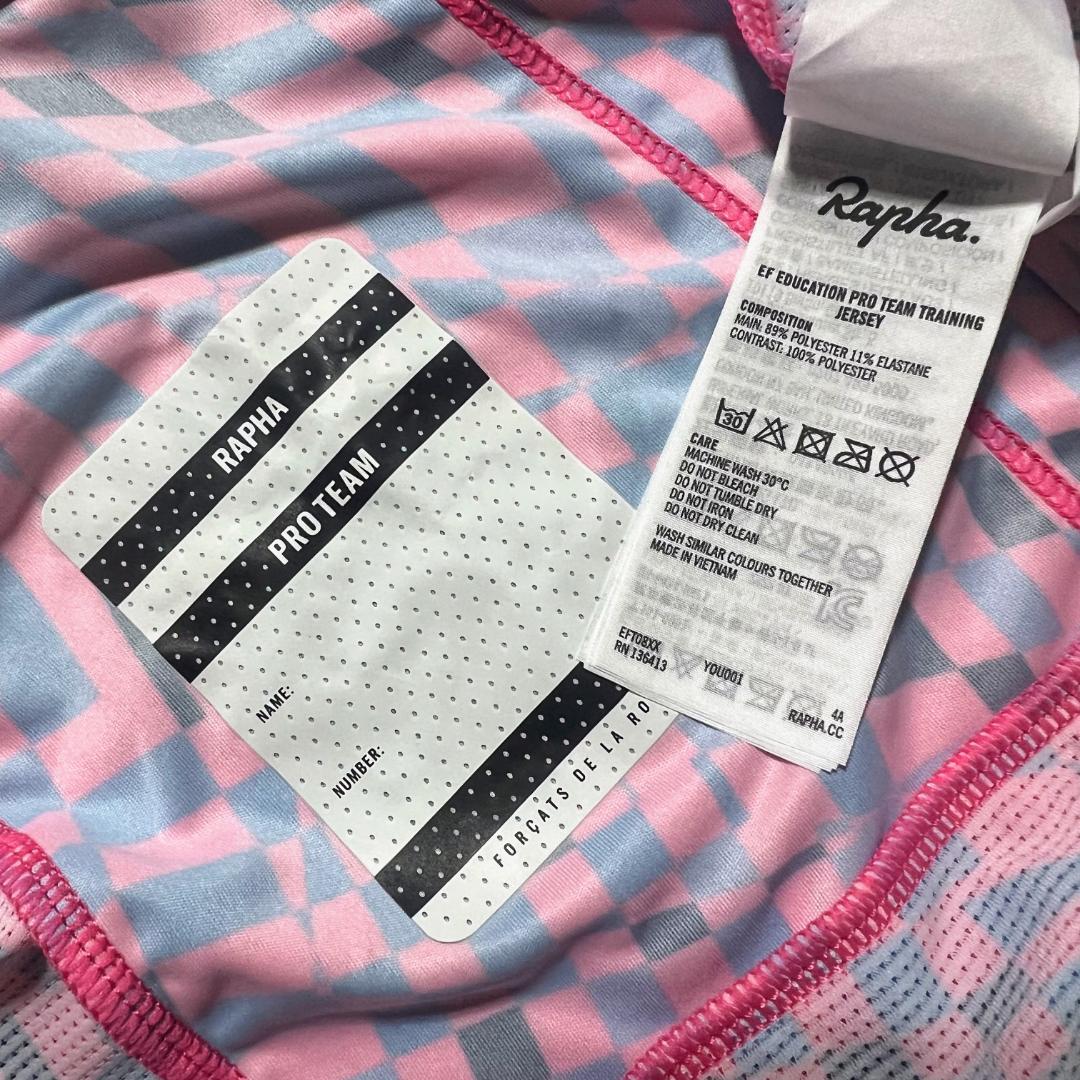 RAPHA
PRO TEAM
NAME:
NUMBER:
FORÇATS DE LA RO
Rapha.
EF EDUCATION PRO TEAM TRAINING
JERSEY
COMPOSITION
MAIN: 89% POLYESTER 11% ELASTANE
CONTRAST: 100% POLYESTER
30
CARE
MACHINE WASH 30°C
DO NOT BLEACH
DO NOT TUMBLE DRY
DO NOT IRON
DO NOT DRY CLEAN
WASH SIMILAR COLOURS TOGETHER
MADE IN VIETNAM
EFT08XX
RN 136413 YOU001
4A
RAPHA.CC